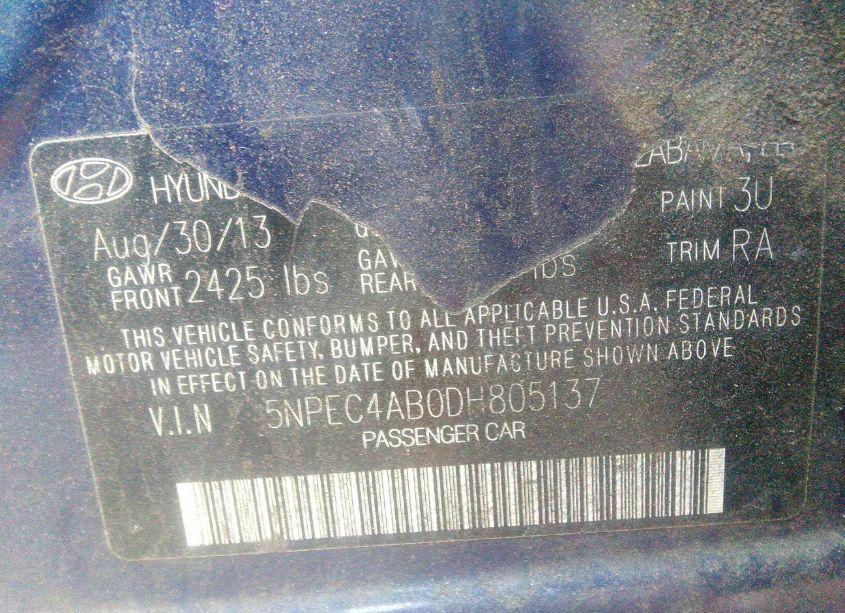 HYUND
PAINT 3U
Aug/30/13
TRIM RA
GAWR FRONT 2425 lbs
REAR lbs
THIS VEHICLE CONFORMS TO ALL APPLICABLE U.S.A. FEDERAL
MOTOR VEHICLE SAFETY, BUMPER, AND THEFT PREVENTION STANDARDS
IN EFFECT ON THE DATE OF MANUFACTURE SHOWN ABOVE
V.I.N 5NPEC4AB0DH805137
PASSENGER CAR